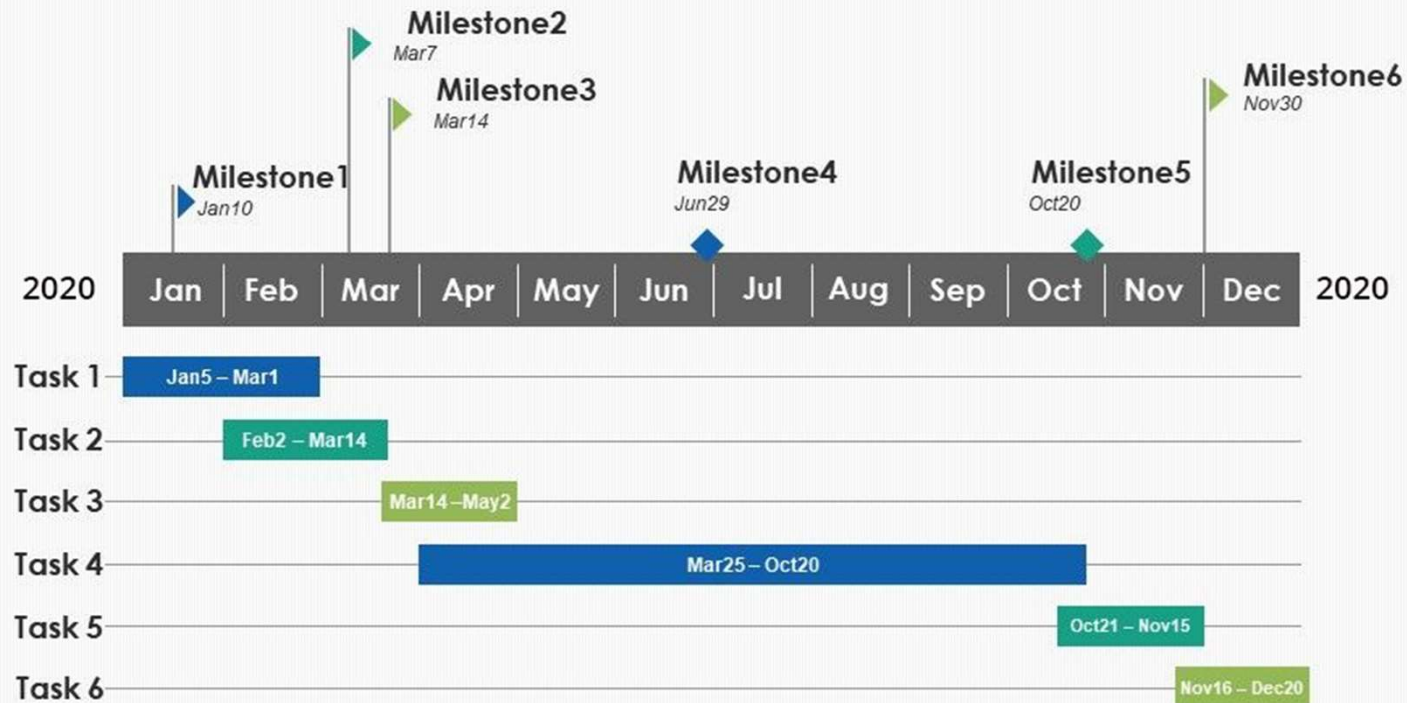 Milestone2
Mar7
Milestone3
Mar14
Milestone6
Nov30
Milestone1
Jan10
Milestone4
Jun29
Milestone5
Oct20
2020 Jan Feb Mar Apr May Jun Jul Aug Sep Oct Nov Dec 2020
Task 1 Jan5 – Mar1
Task 2 Feb2 – Mar14
Task 3 Mar14 –May2
Task 4 Mar25 – Oct20
Task 5 Oct21 – Nov15
Task 6 Nov16 – Dec20